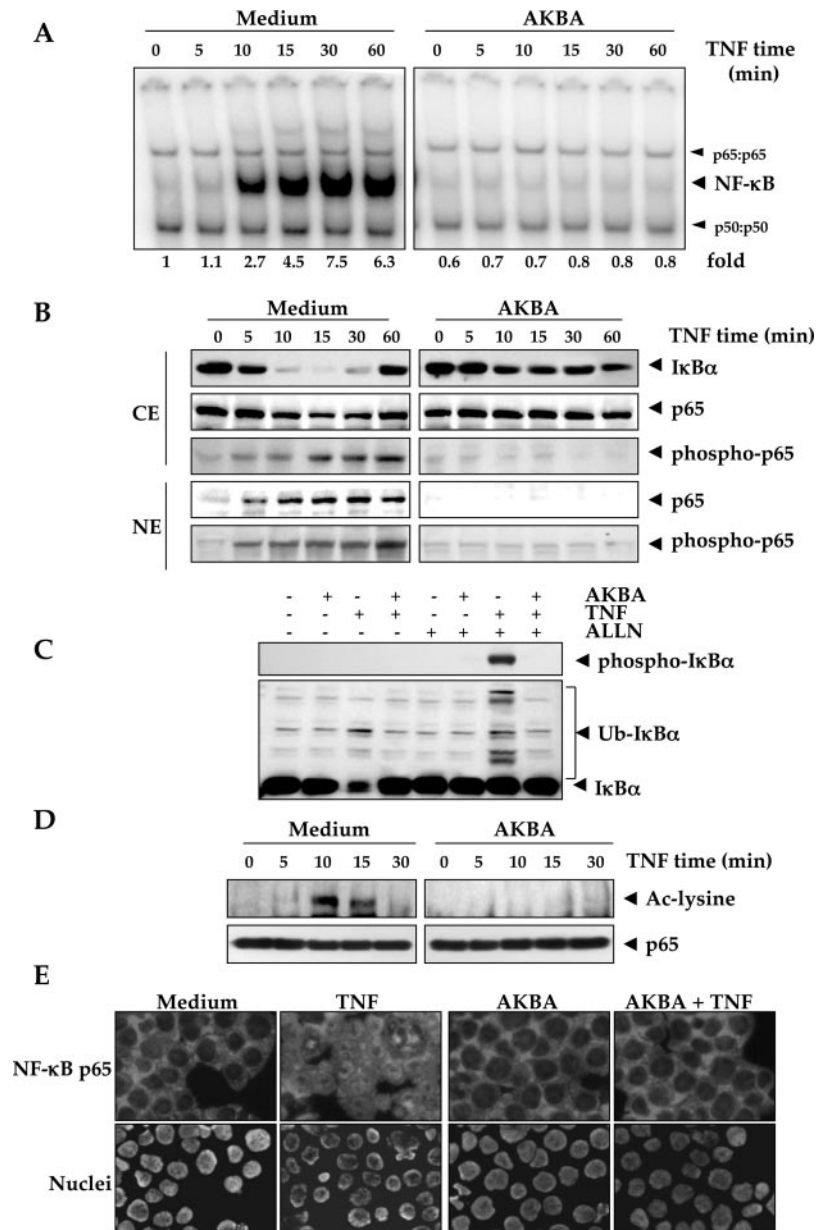 A
Medium AKBA
0 5 10 15 30 60 0 5 10 15 30 60 TNF time
(min)
p65:p65
NF-κB
p50:p50
1 1.1 2.7 4.5 7.5 6.3 0.6 0.7 0.7 0.8 0.8 0.8 fold
B
Medium AKBA
0 5 10 15 30 60 0 5 10 15 30 60 TNF time (min)
IκBα
CE p65
phospho-p65
NE p65
phospho-p65
- + - + - + - + AKBA
- - + + - - + + TNF
- - - - + + + + ALLN
C
phospho-IκBα
Ub-IκBα
IκBα
D
Medium AKBA
0 5 10 15 30 0 5 10 15 30 TNF time (min)
Ac-lysine
p65
E
Medium TNF AKBA AKBA + TNF
NF-κB p65
Nuclei